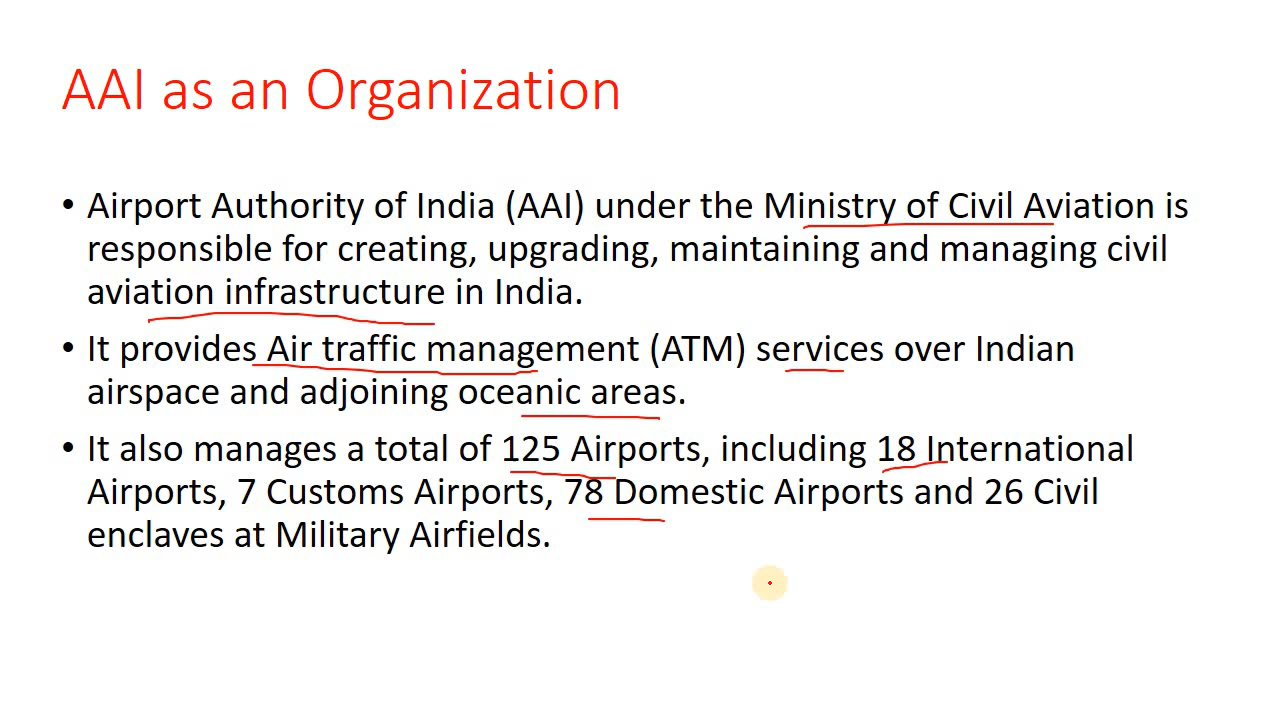 AAI as an Organization
• Airport Authority of India (AAI) under the Ministry of Civil Aviation is
responsible for creating, upgrading, maintaining and managing civil
aviation infrastructure in India.
• It provides Air traffic management (ATM) services over Indian
airspace and adjoining oceanic areas.
• It also manages a total of 125 Airports, including 18 International
Airports, 7 Customs Airports, 78 Domestic Airports and 26 Civil
enclaves at Military Airfields.